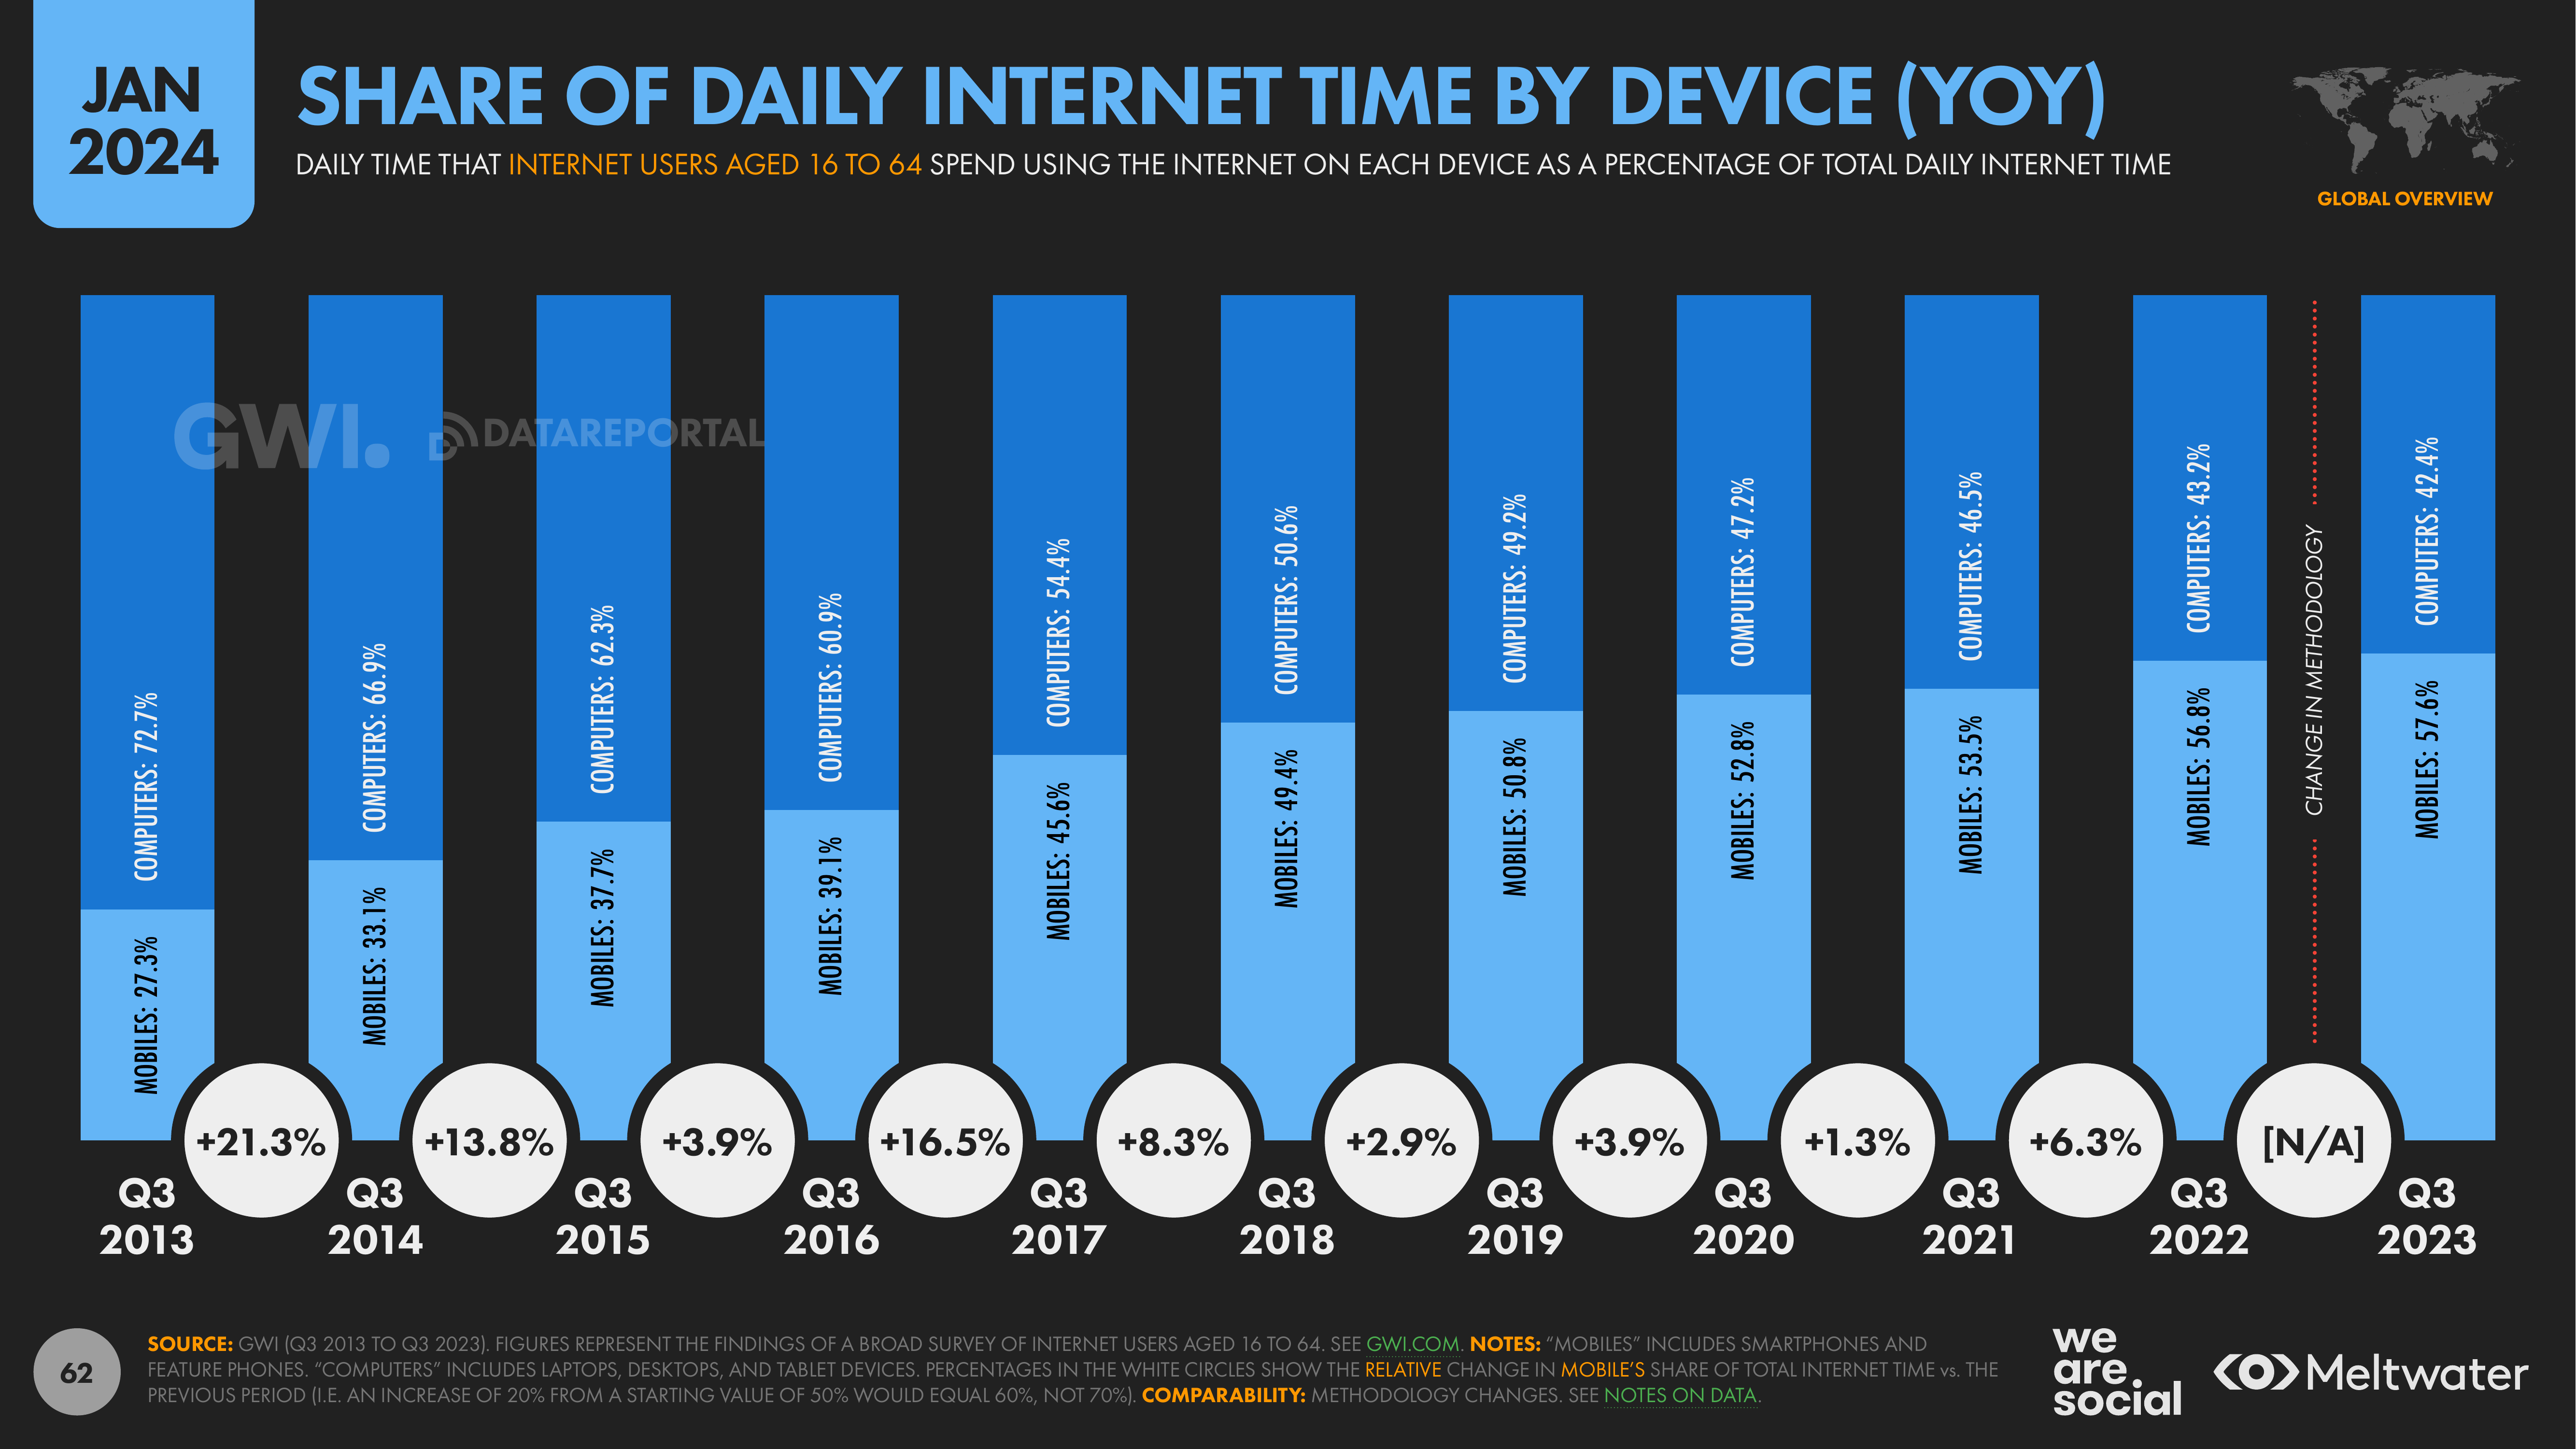 JAN
2024
SHARE OF DAILY INTERNET TIME BY DEVICE (YOY)
DAILY TIME THAT INTERNET USERS AGED 16 TO 64 SPEND USING THE INTERNET ON EACH DEVICE AS A PERCENTAGE OF TOTAL DAILY INTERNET TIME
GLOBAL OVERVIEW
GWI.
DATAREPORTAL
COMPUTERS: 72.7%
MOBILES: 27.3%
COMPUTERS: 66.9%
MOBILES: 33.1%
COMPUTERS: 62.3%
MOBILES: 37.7%
COMPUTERS: 60.9%
MOBILES: 39.1%
COMPUTERS: 54.4%
MOBILES: 45.6%
COMPUTERS: 50.6%
MOBILES: 49.4%
COMPUTERS: 49.2%
MOBILES: 50.8%
COMPUTERS: 47.2%
MOBILES: 52.8%
COMPUTERS: 46.5%
MOBILES: 53.5%
COMPUTERS: 43.2%
MOBILES: 56.8%
CHANGE IN METHODOLOGY
COMPUTERS: 42.4%
MOBILES: 57.6%
+21.3%
+13.8%
+3.9%
+16.5%
+8.3%
+2.9%
+3.9%
+1.3%
+6.3%
[N/A]
Q3
2013
Q3
2014
Q3
2015
Q3
2016
Q3
2017
Q3
2018
Q3
2019
Q3
2020
Q3
2021
Q3
2022
Q3
2023
62
SOURCE: GWI (Q3 2013 TO Q3 2023). FIGURES REPRESENT THE FINDINGS OF A BROAD SURVEY OF INTERNET USERS AGED 16 TO 64. SEE GWI.COM. NOTES: “MOBILES” INCLUDES SMARTPHONES AND
FEATURE PHONES. “COMPUTERS” INCLUDES LAPTOPS, DESKTOPS, AND TABLET DEVICES. PERCENTAGES IN THE WHITE CIRCLES SHOW THE RELATIVE CHANGE IN MOBILE’S SHARE OF TOTAL INTERNET TIME vs. THE
PREVIOUS PERIOD (I.E. AN INCREASE OF 20% FROM A STARTING VALUE OF 50% WOULD EQUAL 60%, NOT 70%). COMPARABILITY: METHODOLOGY CHANGES. SEE NOTES ON DATA.
we
are.
social
Meltwater